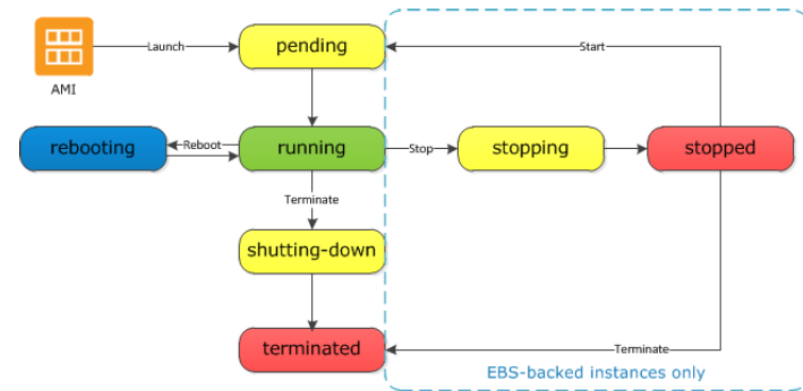 Launch
pending
Start
AMI
rebooting
Reboot
running
Stop
stopping
stopped
Terminate
shutting-down
terminated
Terminate
EBS-backed instances only